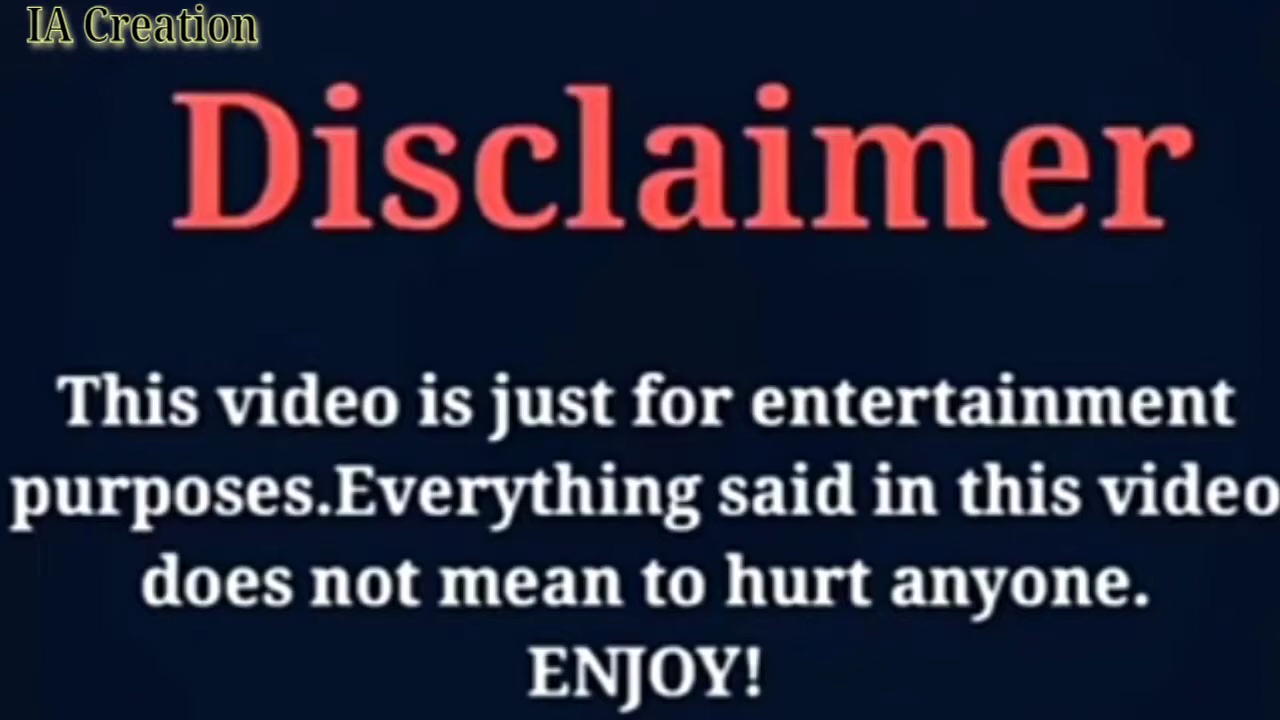 IA Creation
Disclaimer
This video is just for entertainment
purposes.Everything said in this video
does not mean to hurt anyone.
ENJOY!